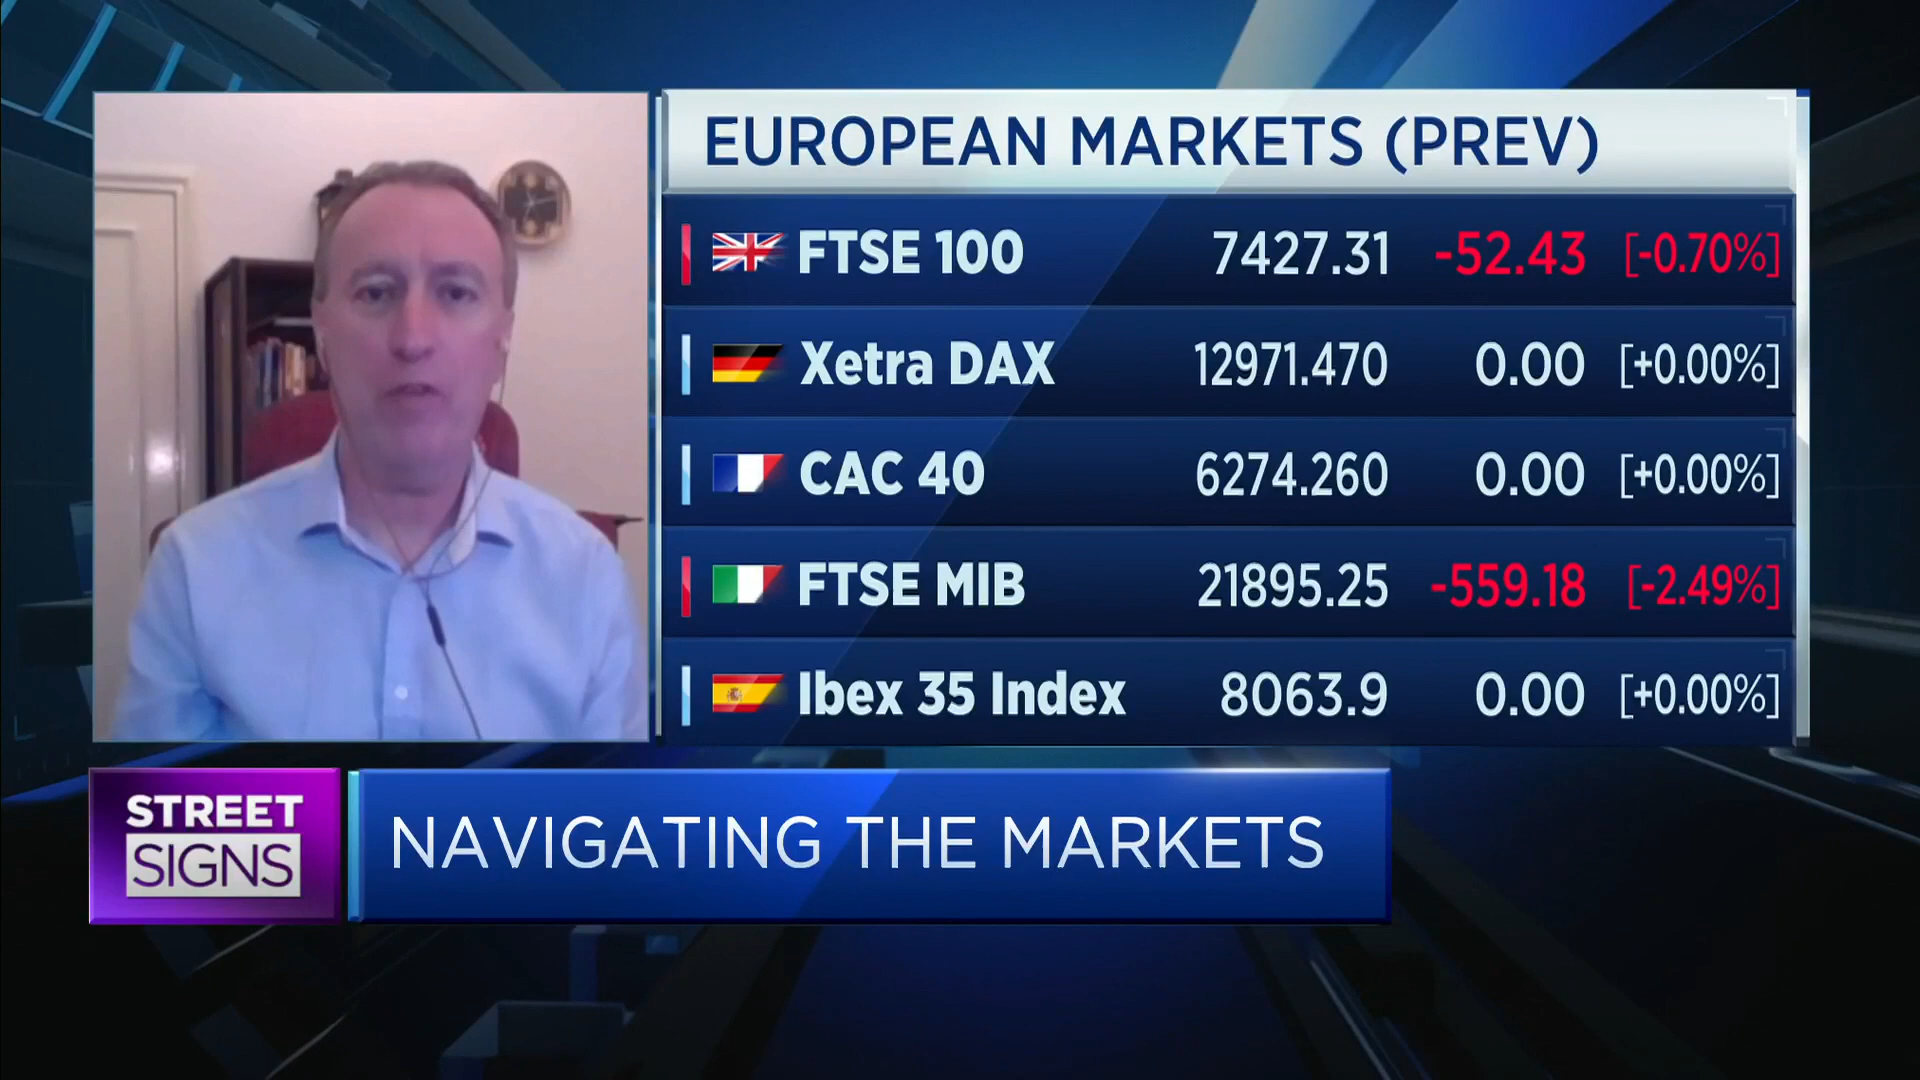 EUROPEAN MARKETS (PREV)
FTSE 100 7427.31 -52.43 [-0.70%]
Xetra DAX 12971.470 0.00 [+0.00%]
CAC 40 6274.260 0.00 [+0.00%]
FTSE MIB 21895.25 -559.18 [-2.49%]
Ibex 35 Index 8063.9 0.00 [+0.00%]
STREET
SIGNS
NAVIGATING THE MARKETS